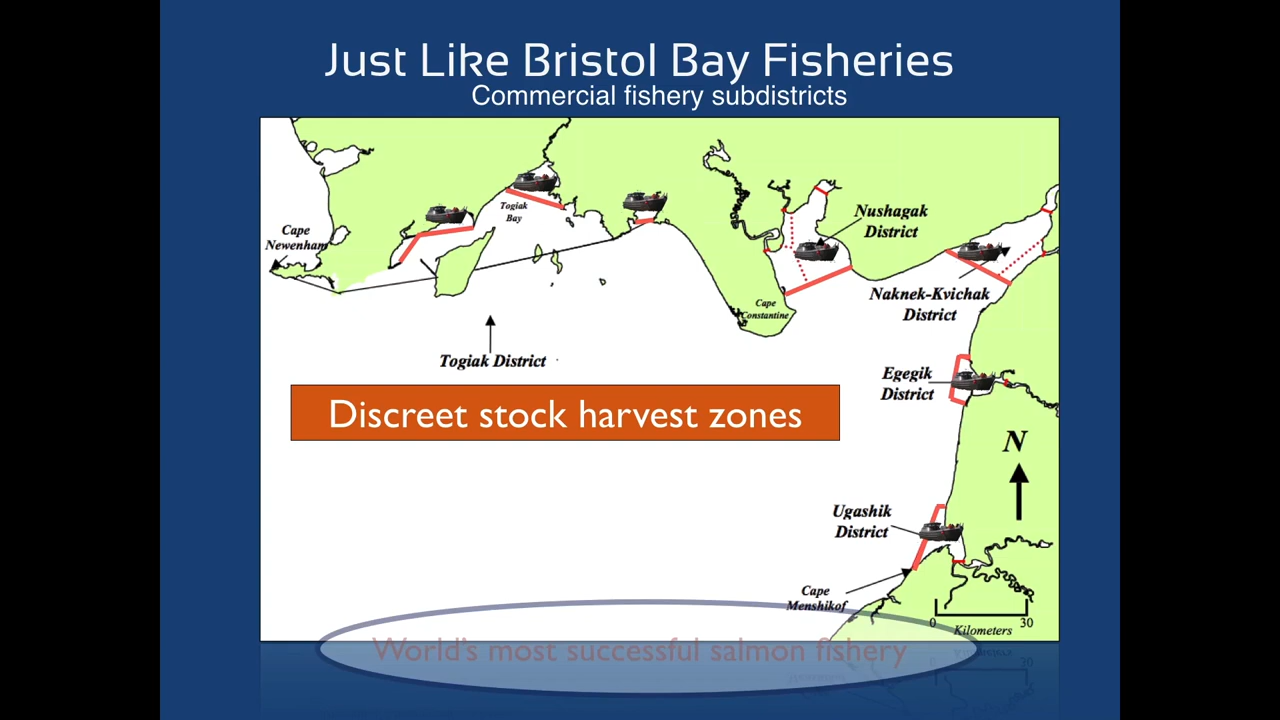 Just Like Bristol Bay Fisheries
Commercial fishery subdistricts
Togiak
Bay
Cape
Newenham
Nushagak
District
Naknek-Kvichak
District
Cape
Constantine
Togiak District
Egegik
District
Discreet stock harvest zones
N
Ugashik
District
Cape
Menshikof
0 30
Kilometers
World's most successful salmon fishery